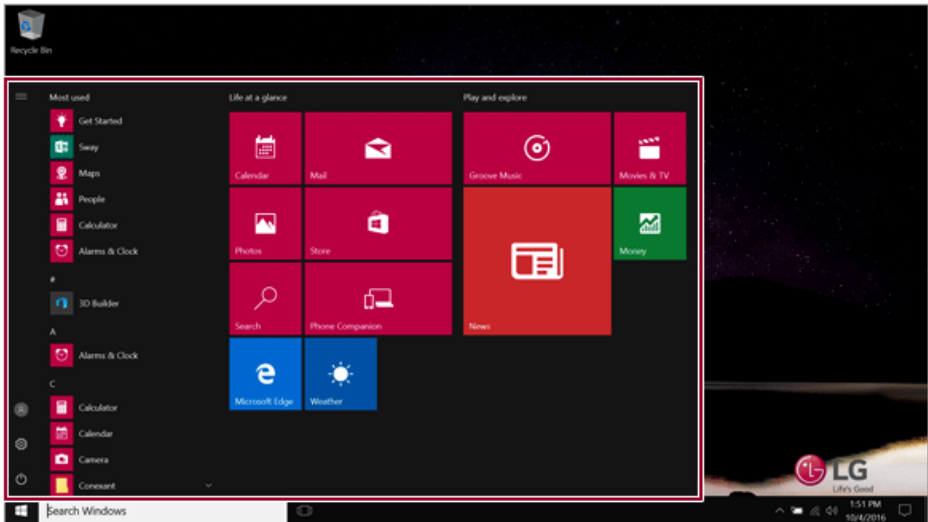 Recycle Bin
Most used
Get Started
Sway
Maps
People
Calculator
Alarms & Clock
#
3D Builder
A
Alarms & Clock
C
Calculator
Calendar
Camera
Conexant
Life at a glance
Calendar
Mail
Photos
Store
Search
Phone Companion
Microsoft Edge
Weather
Play and explore
Groove Music
Movies & TV
News
Money
LG
Life's Good
Search Windows
1:51 PM
10/4/2016